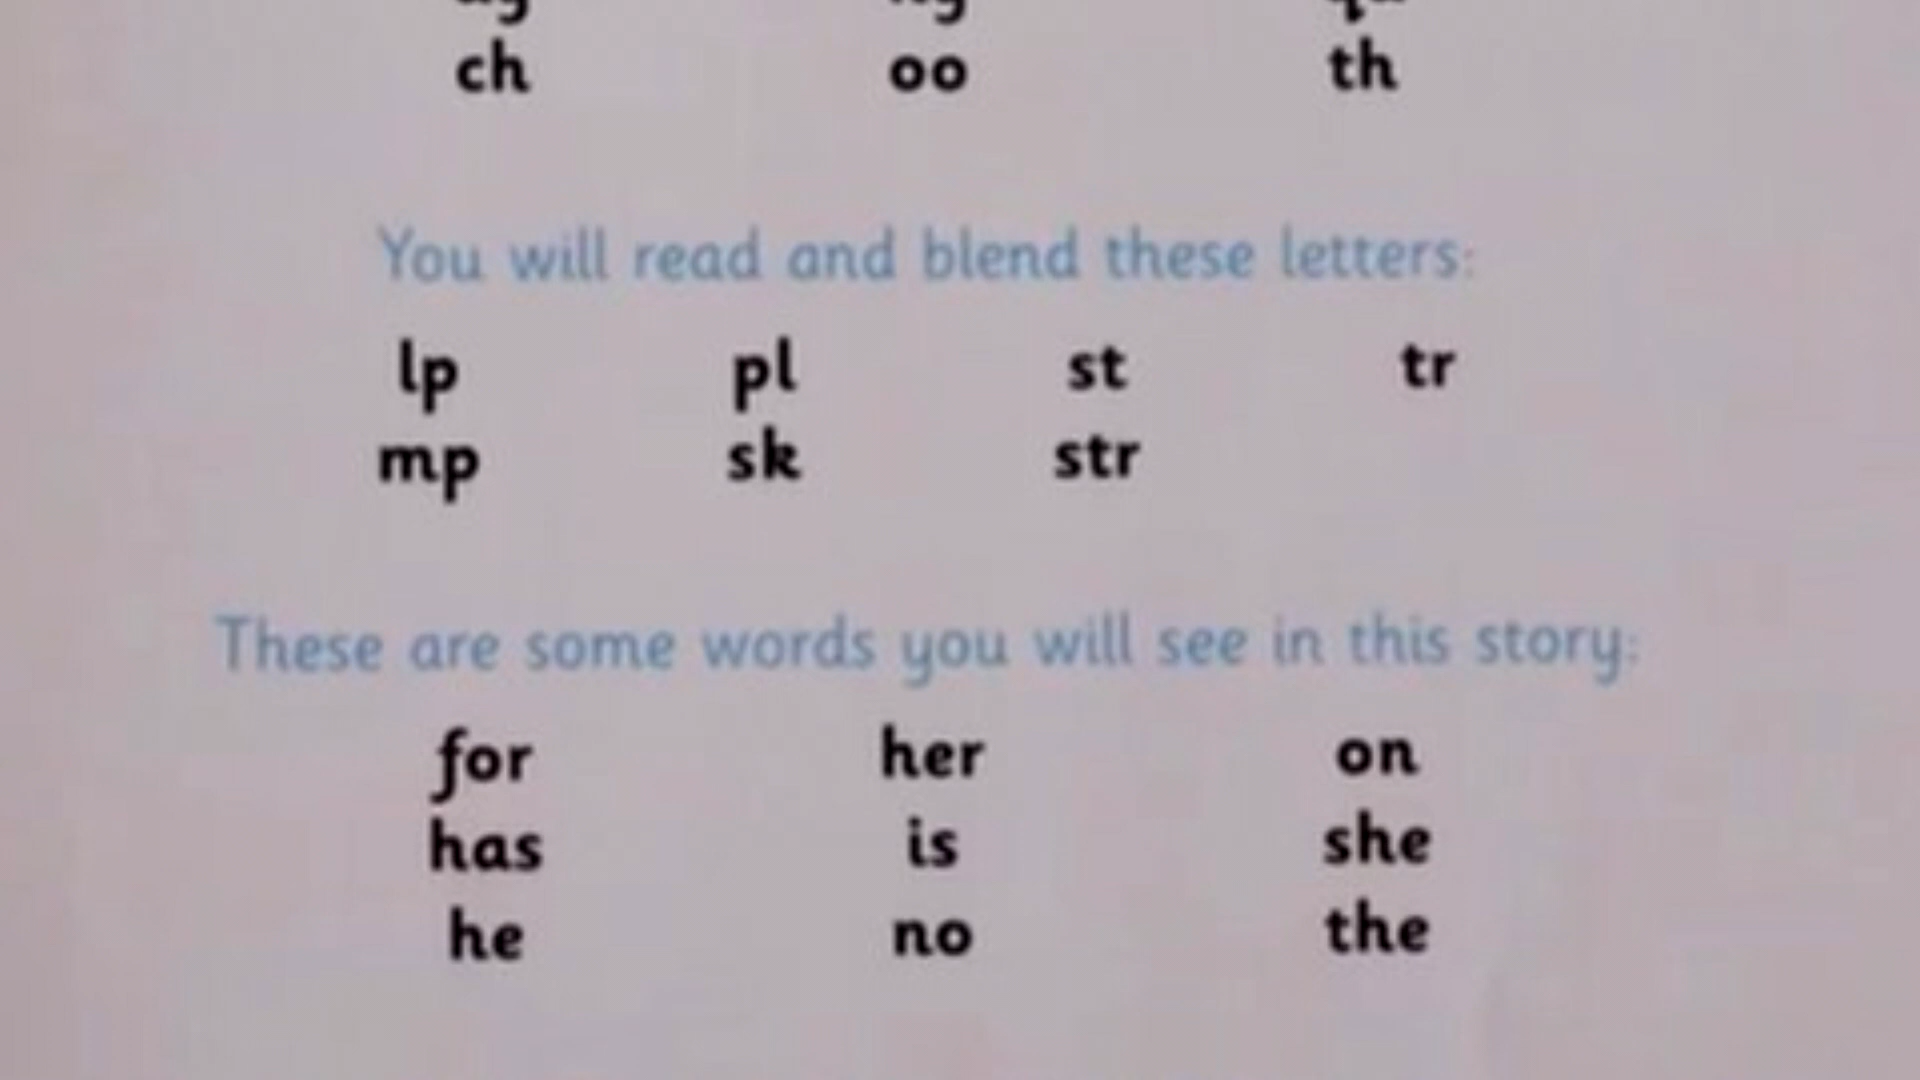 ch oo th
You will read and blend these letters:
lp pl st tr
mp sk str
These are some words you will see in this story:
for her on
has is she
he no the